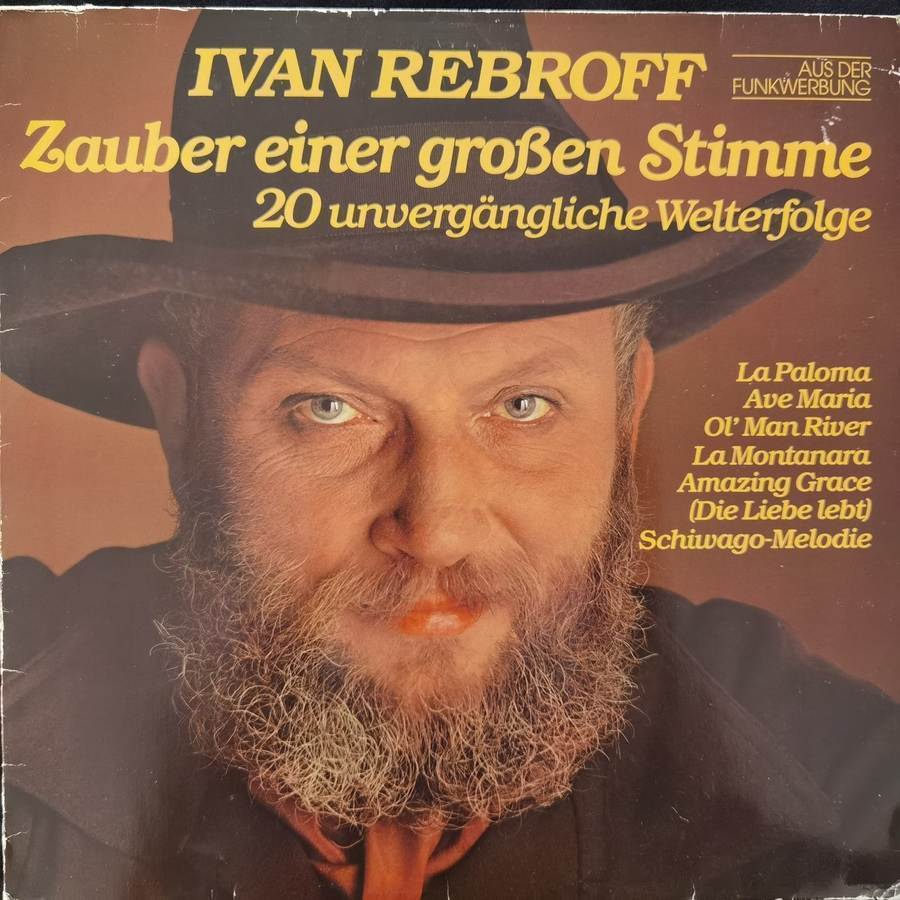 IVAN REBROFF
AUS DER
FUNKWERBUNG
Zauber einer großen Stimme
20 unvergängliche Welterfolge
La Paloma
Ave Maria
Ol' Man River
La Montanara
Amazing Grace
(Die Liebe lebt)
Schiwago-Melodie